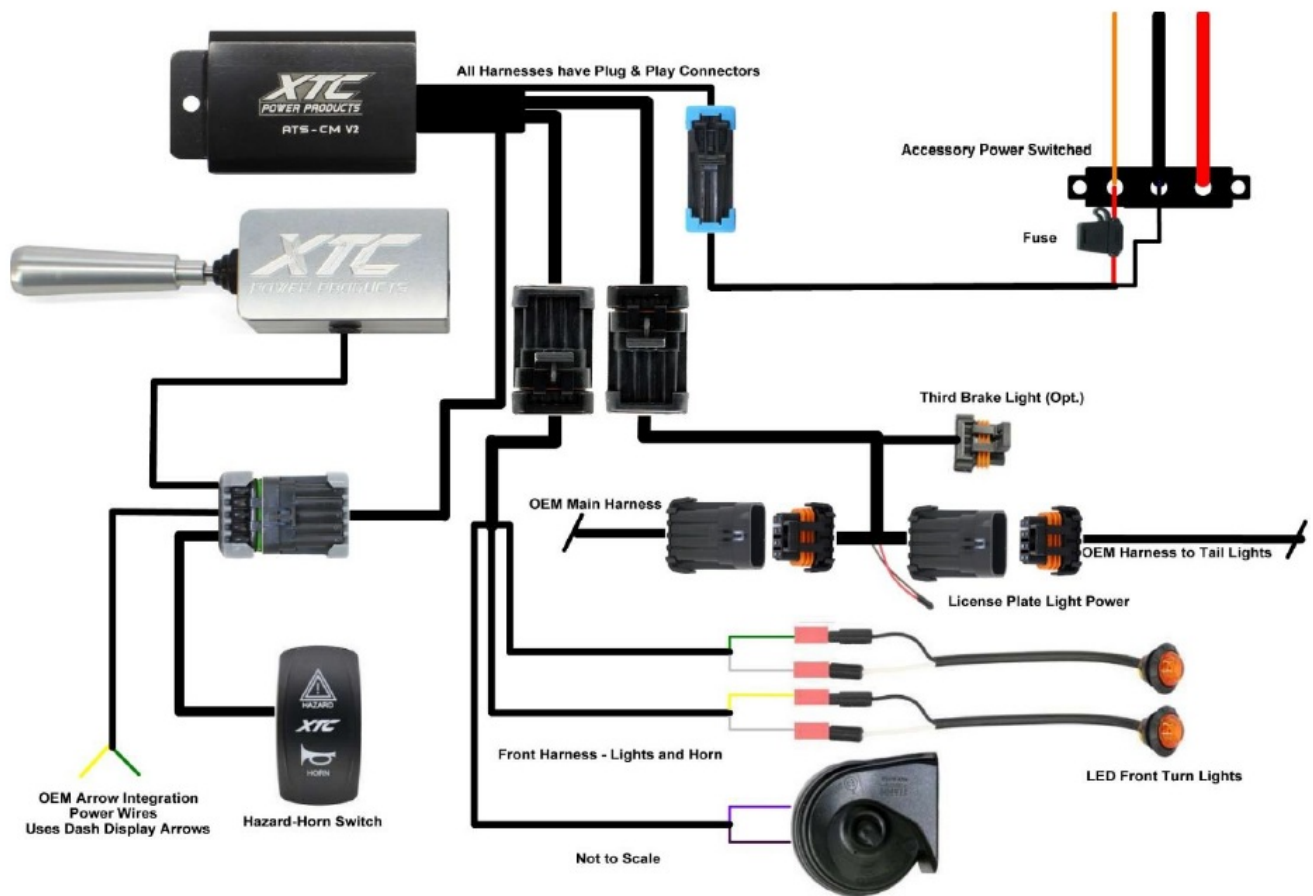 XTC
POWER PRODUCTS
ATS-CM V2
All Harnesses have Plug & Play Connectors
Accessory Power Switched
Fuse
XTC
POWER PRODUCTS
Third Brake Light (Opt.)
OEM Main Harness
OEM Harness to Tail Lights
License Plate Light Power
HAZARD
XTC
HORN
Front Harness - Lights and Horn
LED Front Turn Lights
OEM Arrow Integration
Power Wires
Uses Dash Display Arrows
Hazard-Horn Switch
Not to Scale